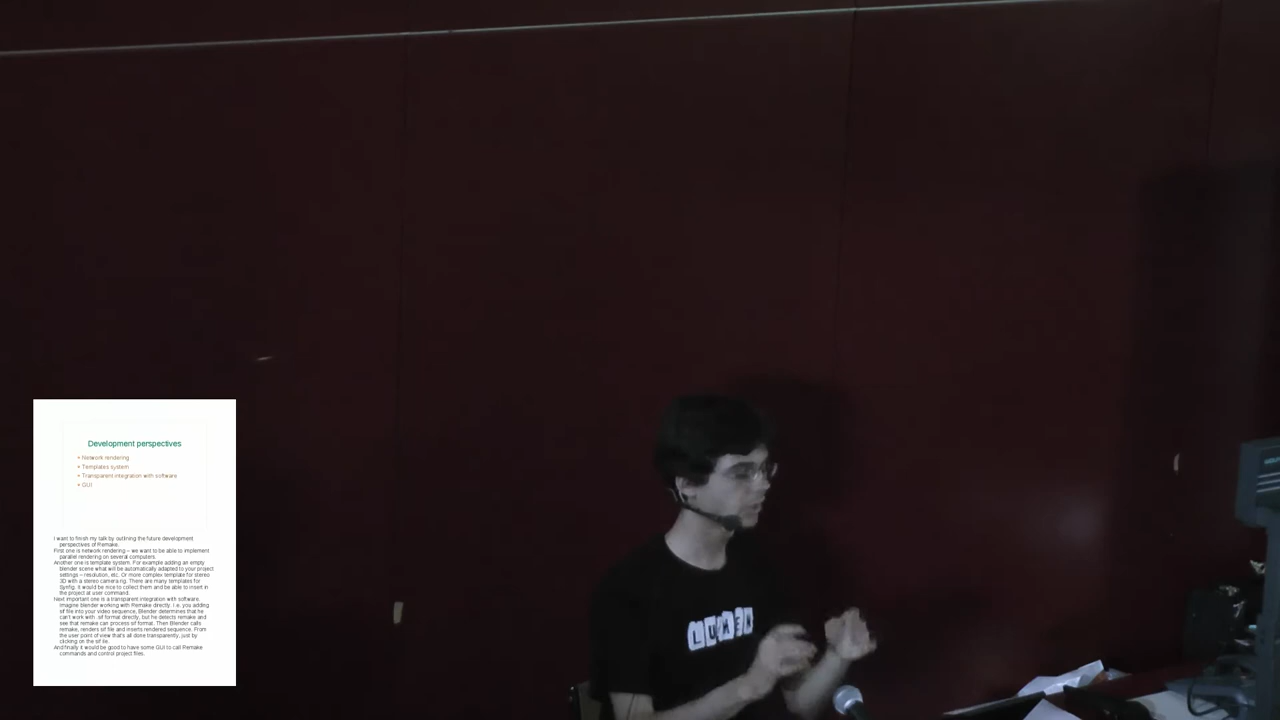 Development perspectives
Network rendering
Templates system
Transparent integration with software
GUI
I want to finish my talk by outlining the future development
perspectives of Remake.
First one is network rendering – we want to be able to implement
parallel rendering on several computers.
Another one is template system. For example adding an empty
blender scene what will be automatically adapted to your project
settings – resolution, etc. Or more complex template for stereo
3D with a stereo camera rig. There are many templates for
Synfig. It would be nice to collect them and be able to insert in
the project at user command.
Next important one is a transparent integration with software.
Imagine blender working with Remake directly. I.e. you adding
sif file into your video sequence, Blender determines that he
can't work with .sif format directly, but he detects remake and
see that remake can process sif format. Then Blender calls
remake, renders sif file and inserts rendered sequence. From
the user point of view that's all done transparently, just by
clicking on the sif file.
And finally it would be good to have some GUI to call Remake
commands and control project files.